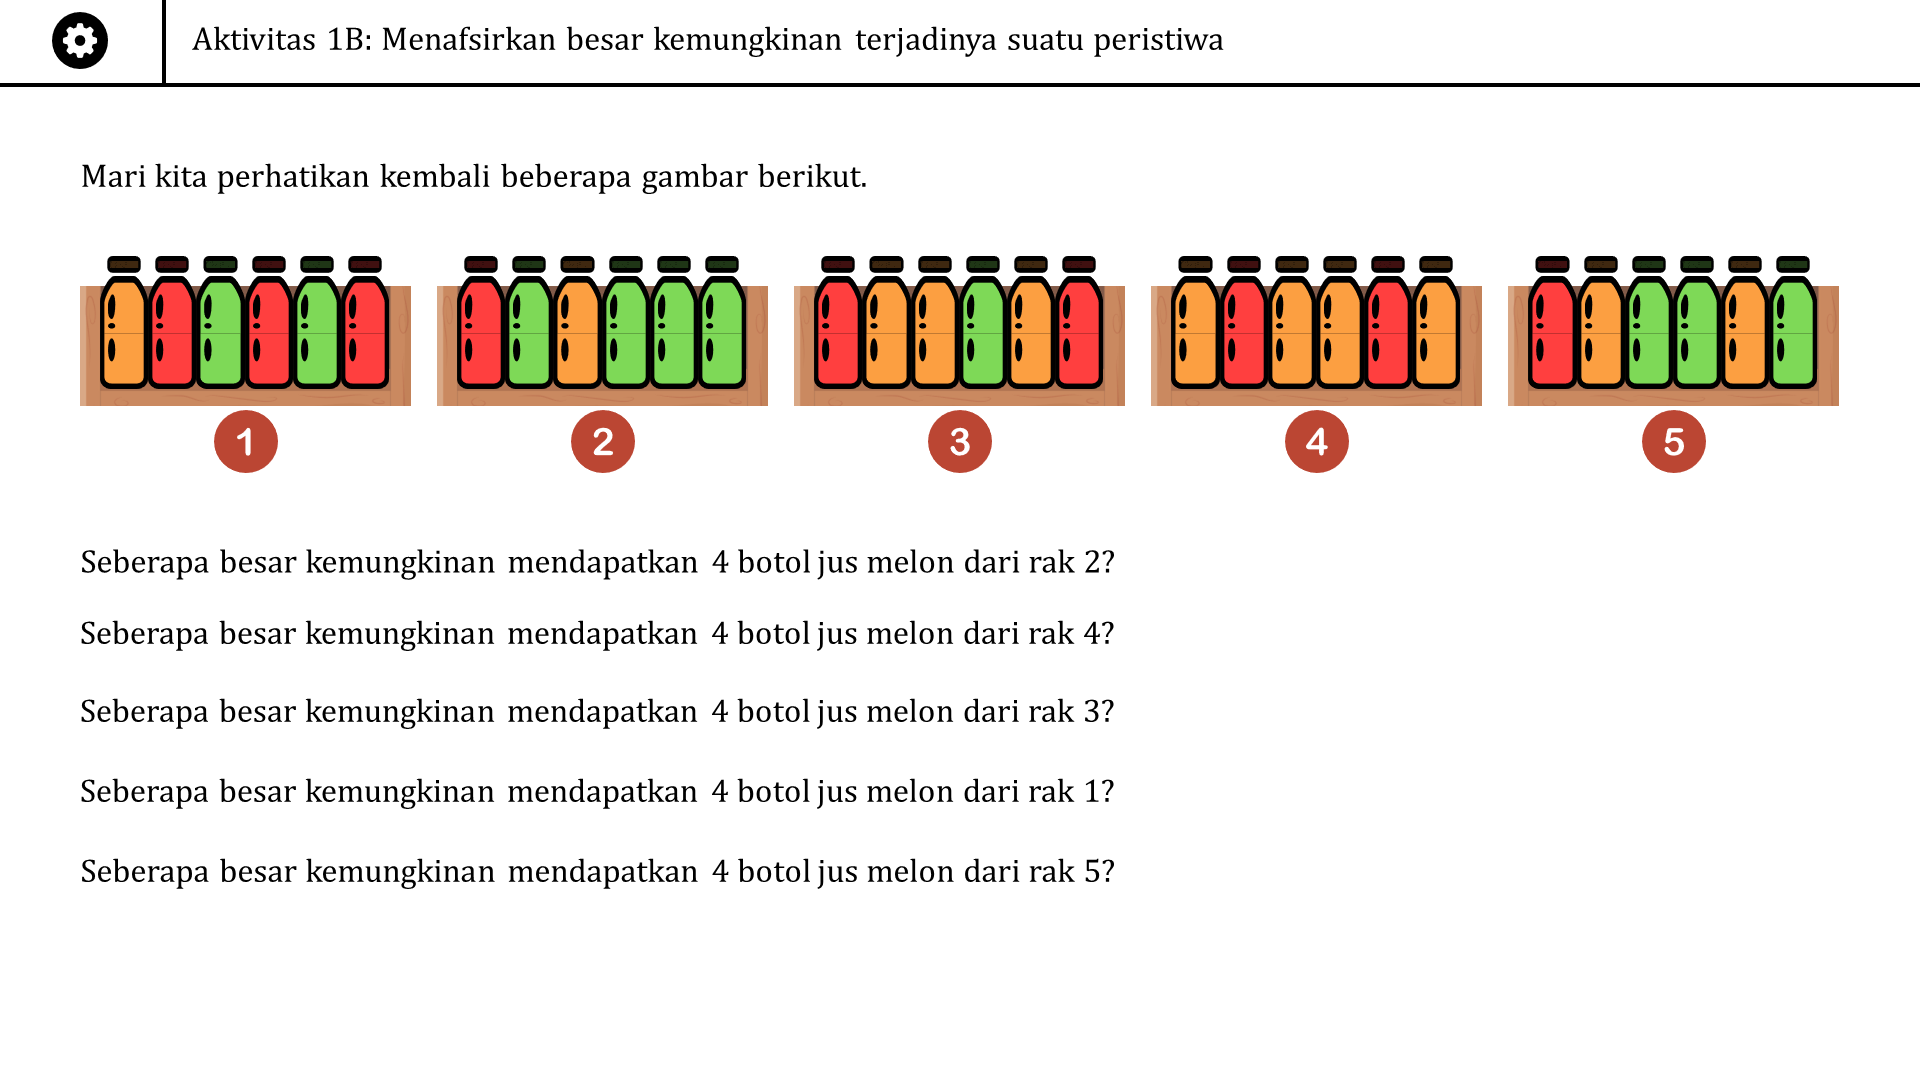 Aktivitas 1B: Menafsirkan besar kemungkinan terjadinya suatu peristiwa
Mari kita perhatikan kembali beberapa gambar berikut.
1 2 3 4 5
Seberapa besar kemungkinan mendapatkan 4 botol jus melon dari rak 2?
Seberapa besar kemungkinan mendapatkan 4 botol jus melon dari rak 4?
Seberapa besar kemungkinan mendapatkan 4 botol jus melon dari rak 3?
Seberapa besar kemungkinan mendapatkan 4 botol jus melon dari rak 1?
Seberapa besar kemungkinan mendapatkan 4 botol jus melon dari rak 5?